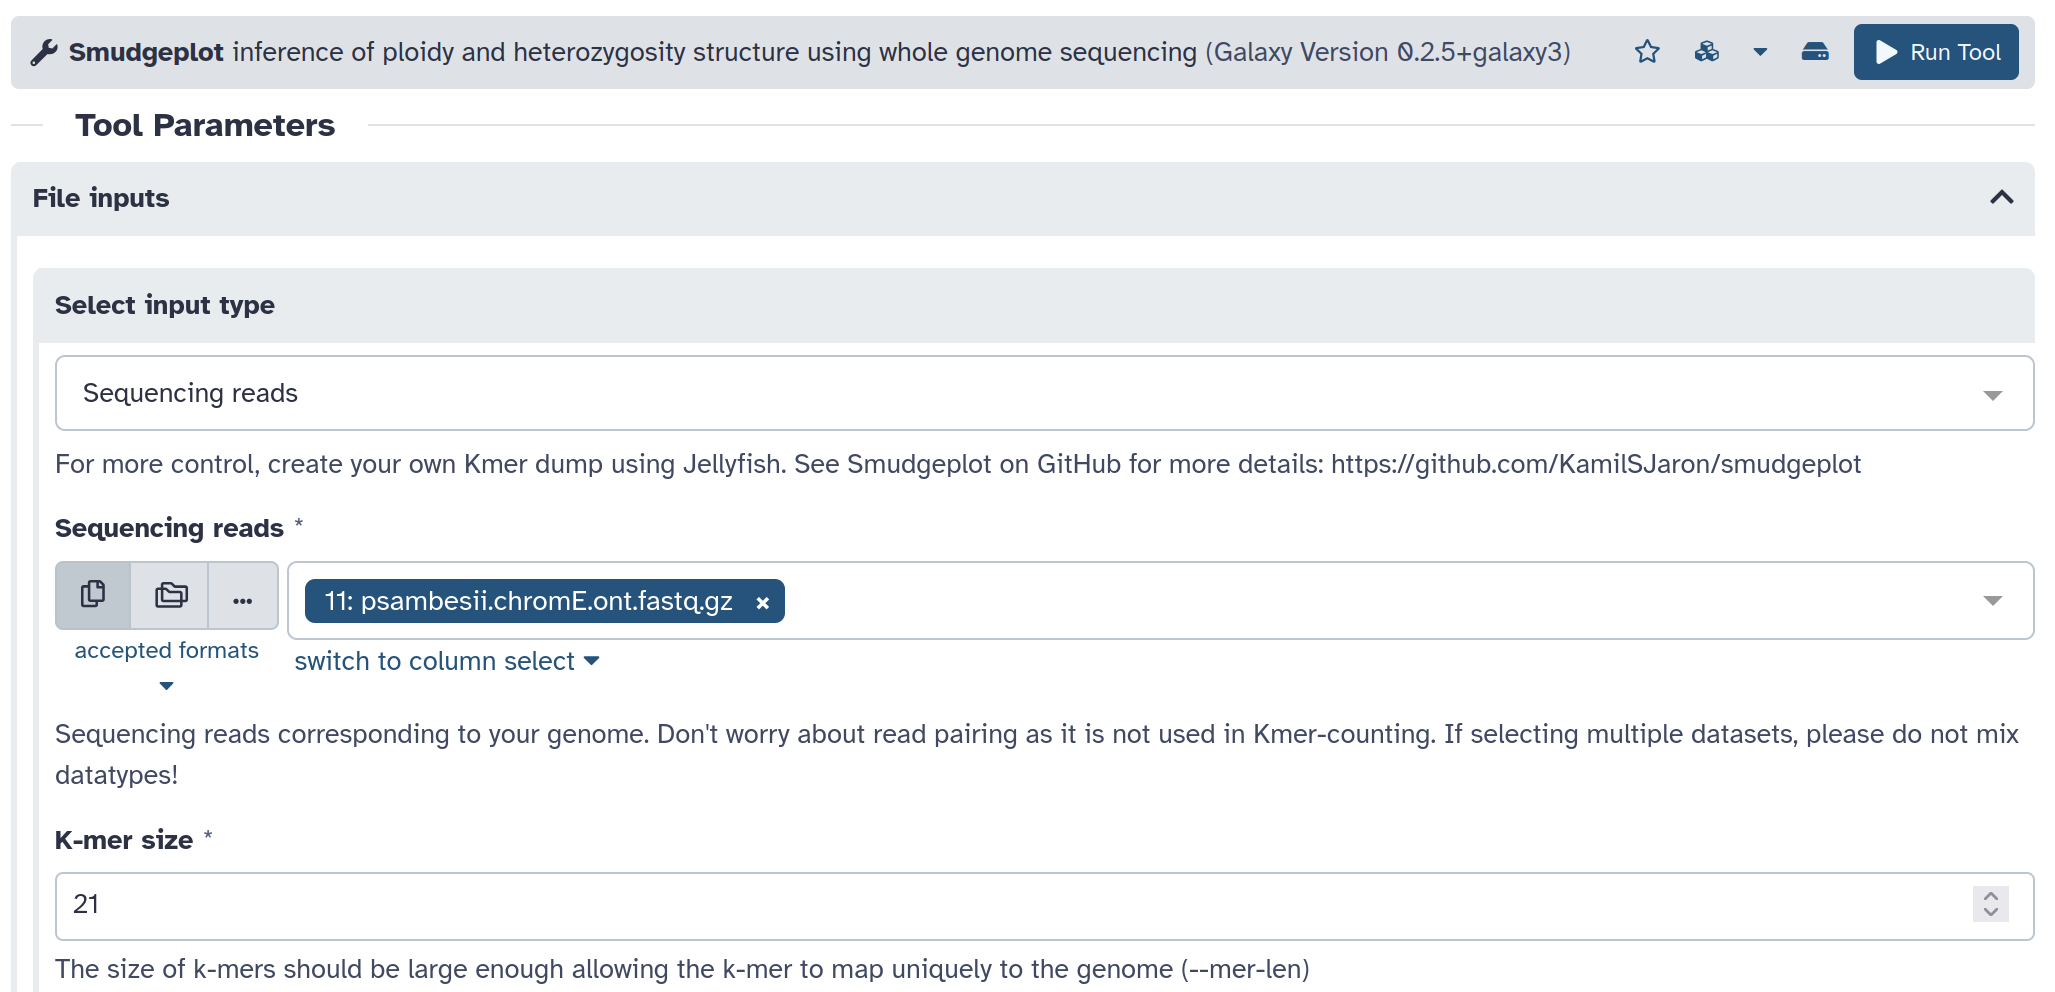 Smudgeplot inference of ploidy and heterozygosity structure using whole genome sequencing (Galaxy Version 0.2.5+galaxy3)
Run Tool
Tool Parameters
File inputs
Select input type
Sequencing reads
For more control, create your own Kmer dump using Jellyfish. See Smudgeplot on GitHub for more details: https://github.com/KamilSJaron/smudgeplot
Sequencing reads *
11: psambesii.chromE.ont.fastq.gz ×
accepted formats
switch to column select
Sequencing reads corresponding to your genome. Don't worry about read pairing as it is not used in Kmer-counting. If selecting multiple datasets, please do not mix
datatypes!
K-mer size *
21
The size of k-mers should be large enough allowing the k-mer to map uniquely to the genome (--mer-len)